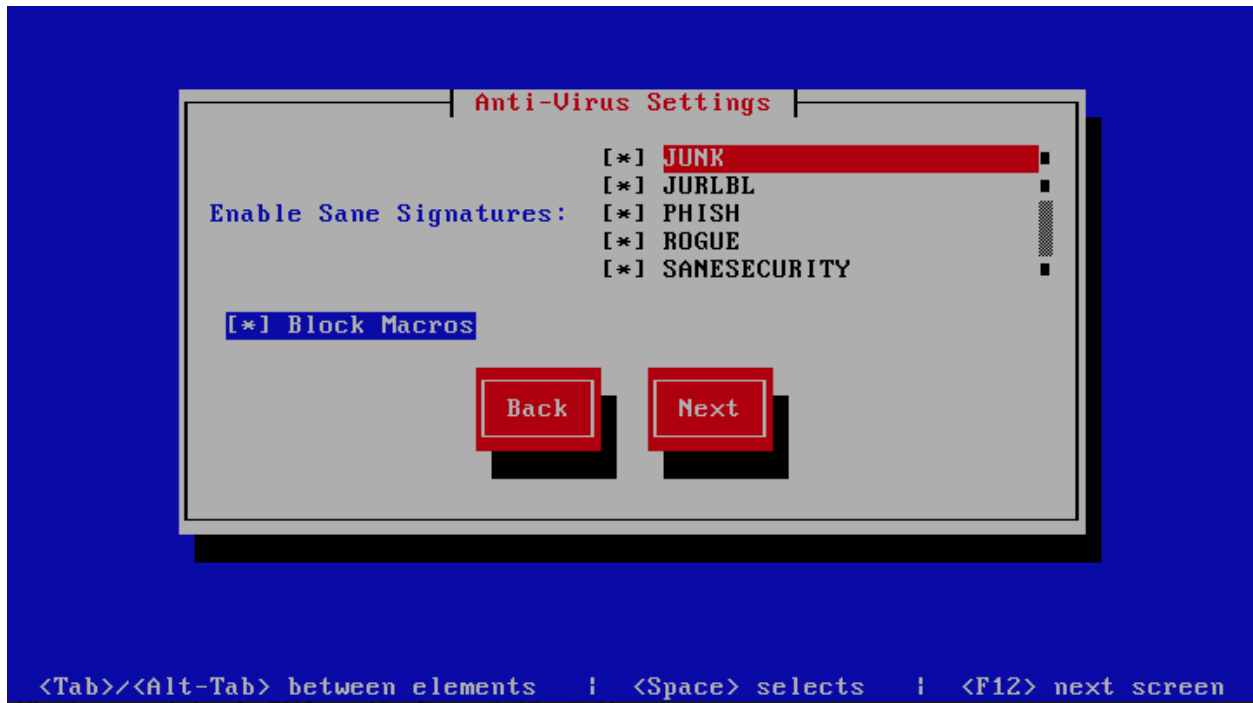 Anti-Virus Settings
[*] JUNK
[*] JURLBL
Enable Sane Signatures: [*] PHISH
[*] ROGUE
[*] SANESECURITY
[*] Block Macros
Back Next
<Tab>/<Alt-Tab> between elements | <Space> selects | <F12> next screen